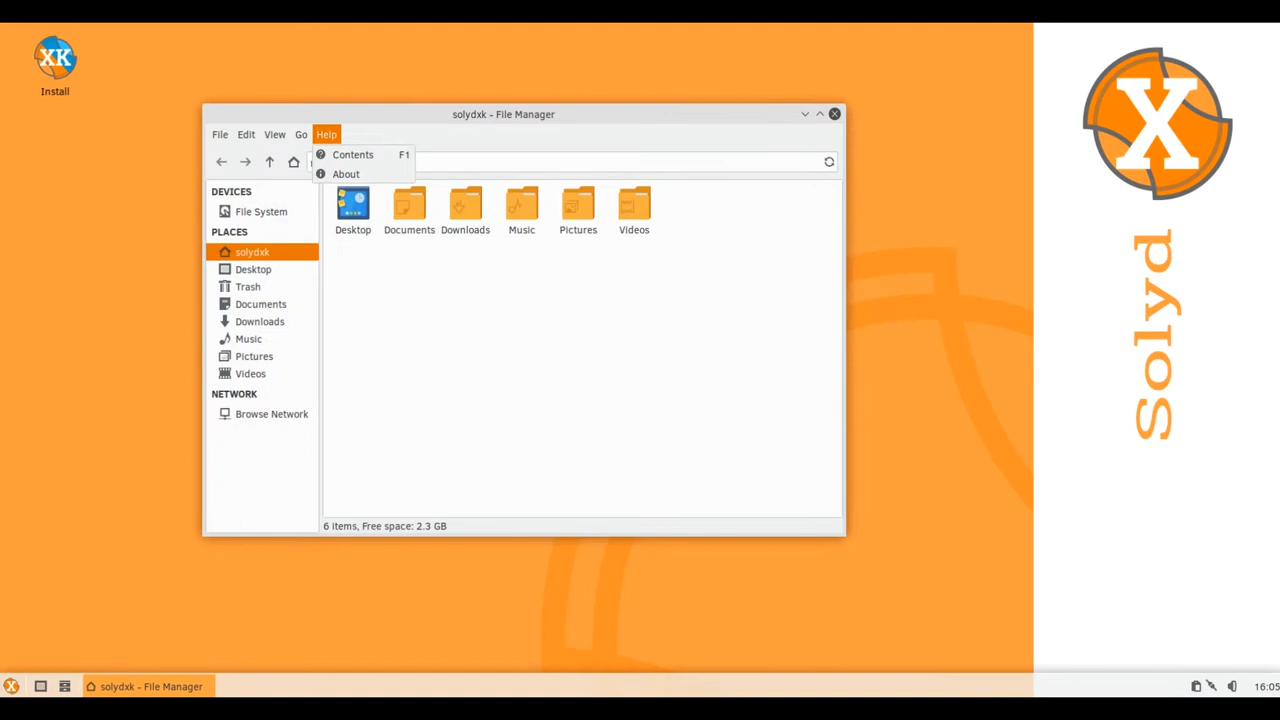 XK
Install
solydxk - File Manager
File Edit View Go Help
Contents F1
About
DEVICES
File System
PLACES
solydxk
Desktop
Trash
Documents
Downloads
Music
Pictures
Videos
NETWORK
Browse Network
Desktop Documents Downloads Music Pictures Videos
6 items, Free space: 2.3 GB
X
Solyd
X
solydxk - File Manager
16:05